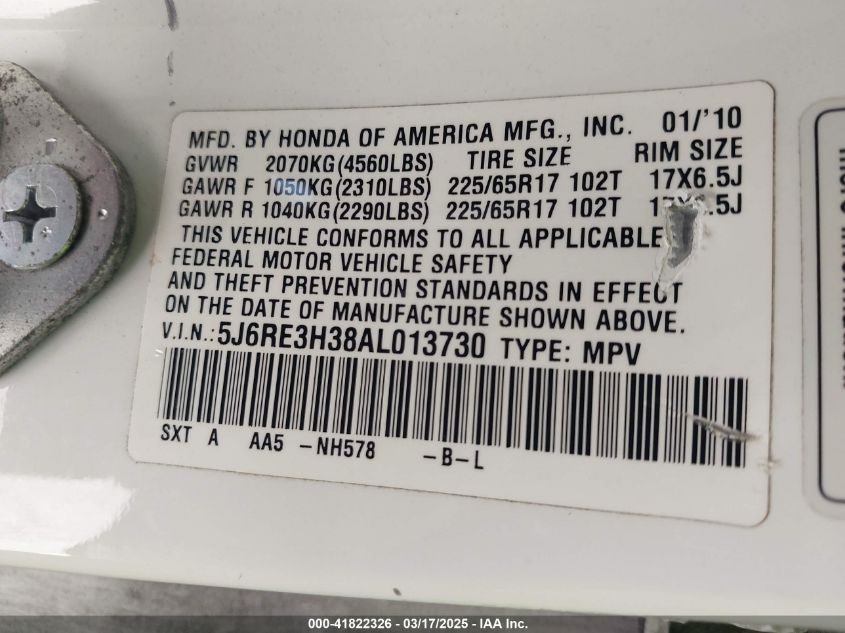 MFD. BY HONDA OF AMERICA MFG., INC. 01/'10
GVWR 2070KG(4560LBS) TIRE SIZE RIM SIZE
GAWR F 1050KG(2310LBS) 225/65R17 102T 17X6.5J
GAWR R 1040KG(2290LBS) 225/65R17 102T
THIS VEHICLE CONFORMS TO ALL APPLICABLE
FEDERAL MOTOR VEHICLE SAFETY
AND THEFT PREVENTION STANDARDS IN EFFECT
ON THE DATE OF MANUFACTURE SHOWN ABOVE.
V.I.N.: 5J6RE3H38AL013730 TYPE: MPV
SXT A AA5 -NH578 -B-L
41822326 / 03/17/2025 - IAA Inc.